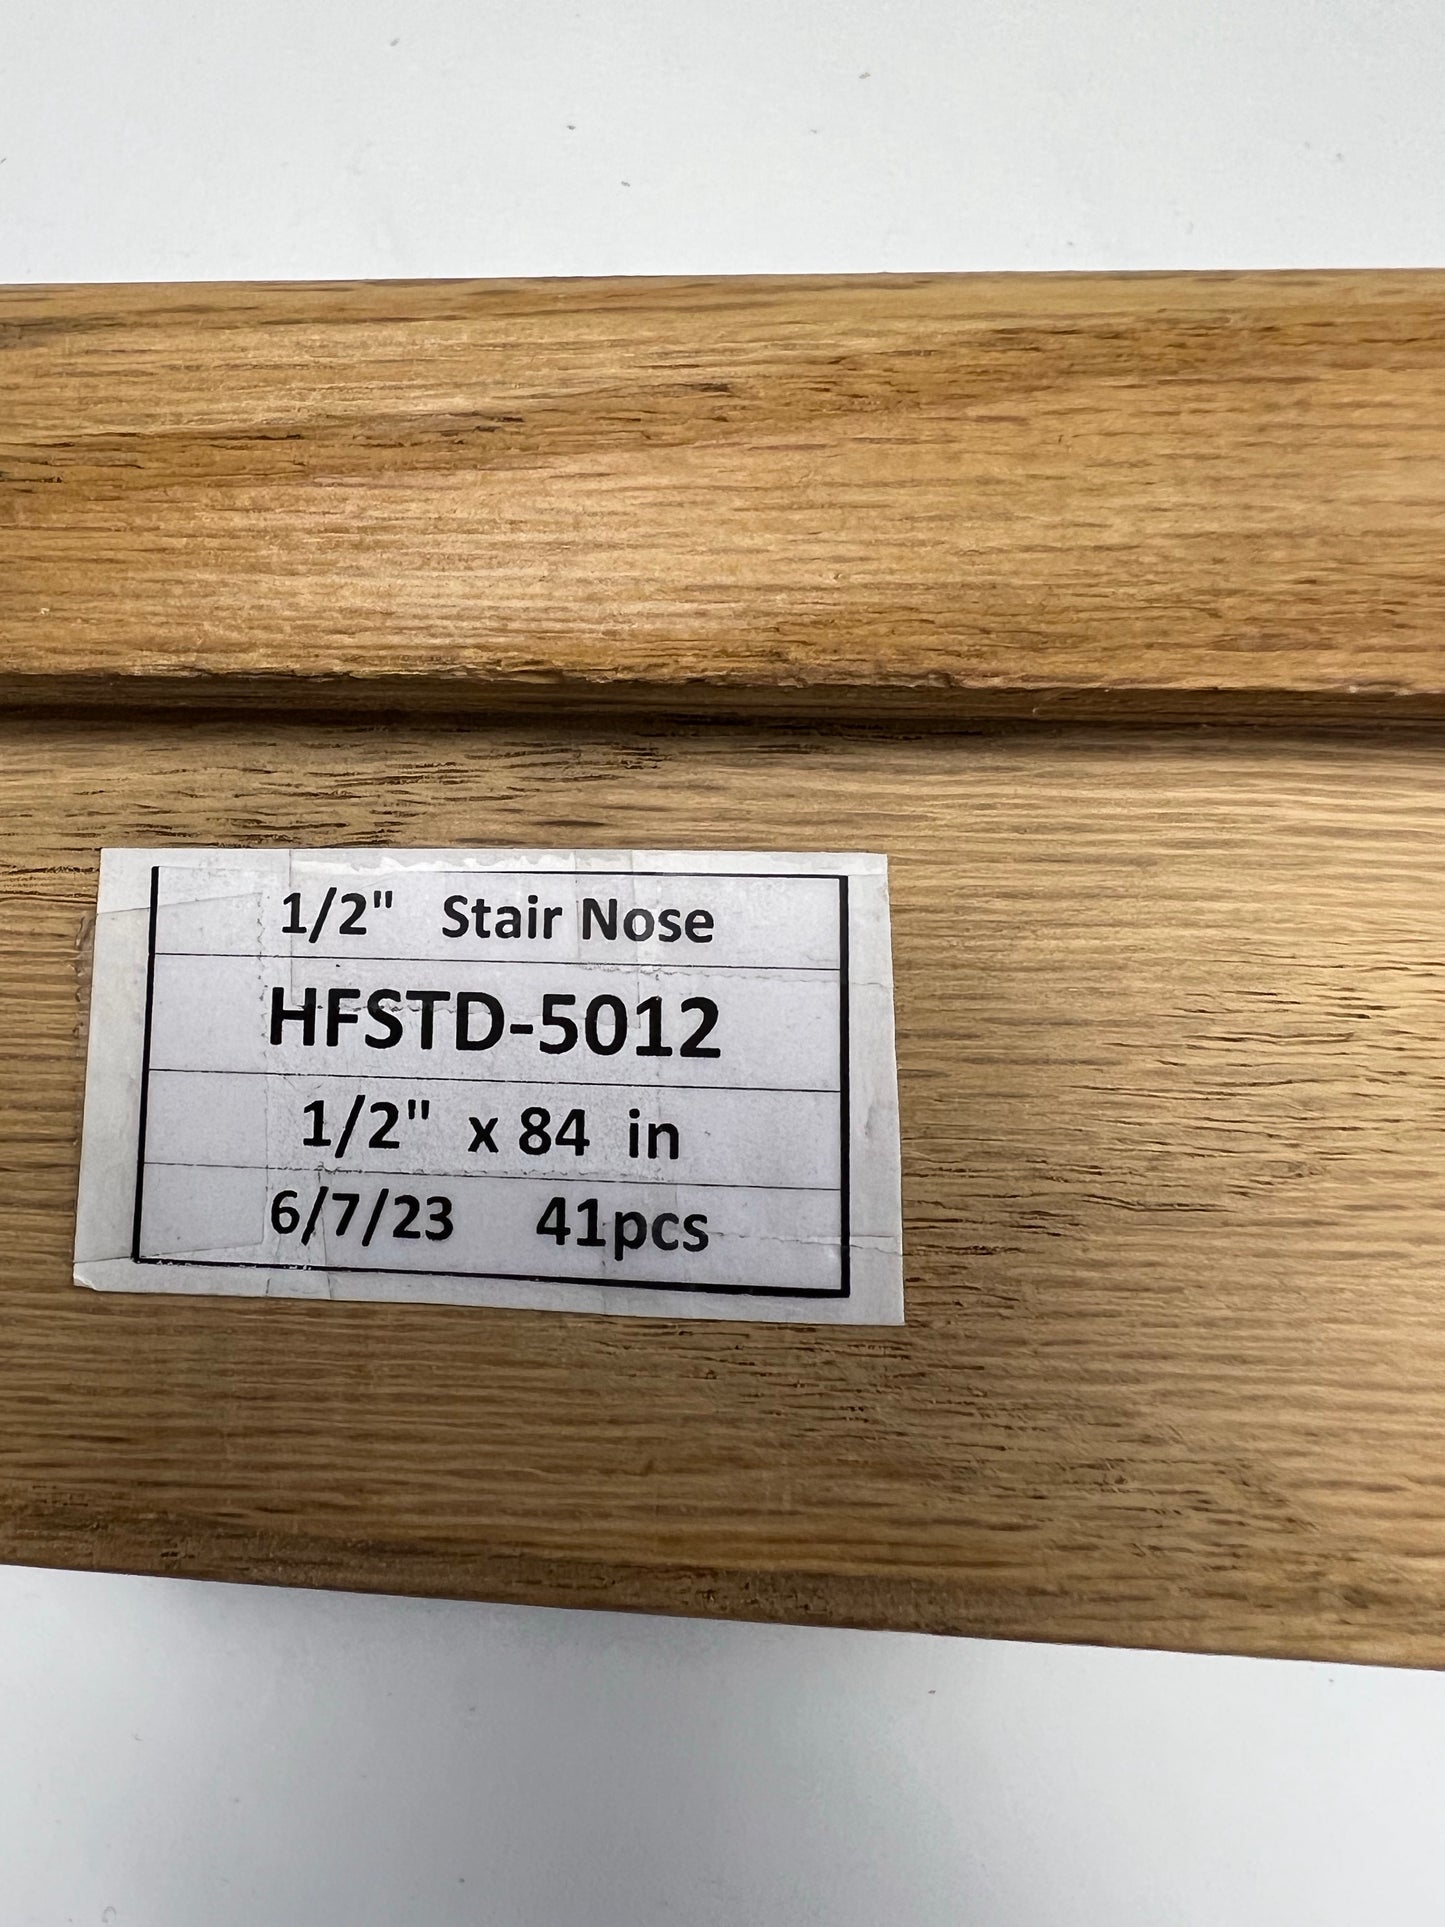 1/2" Stair Nose
HFSTD-5012
1/2" x 84 in
6/7/23 41pcs